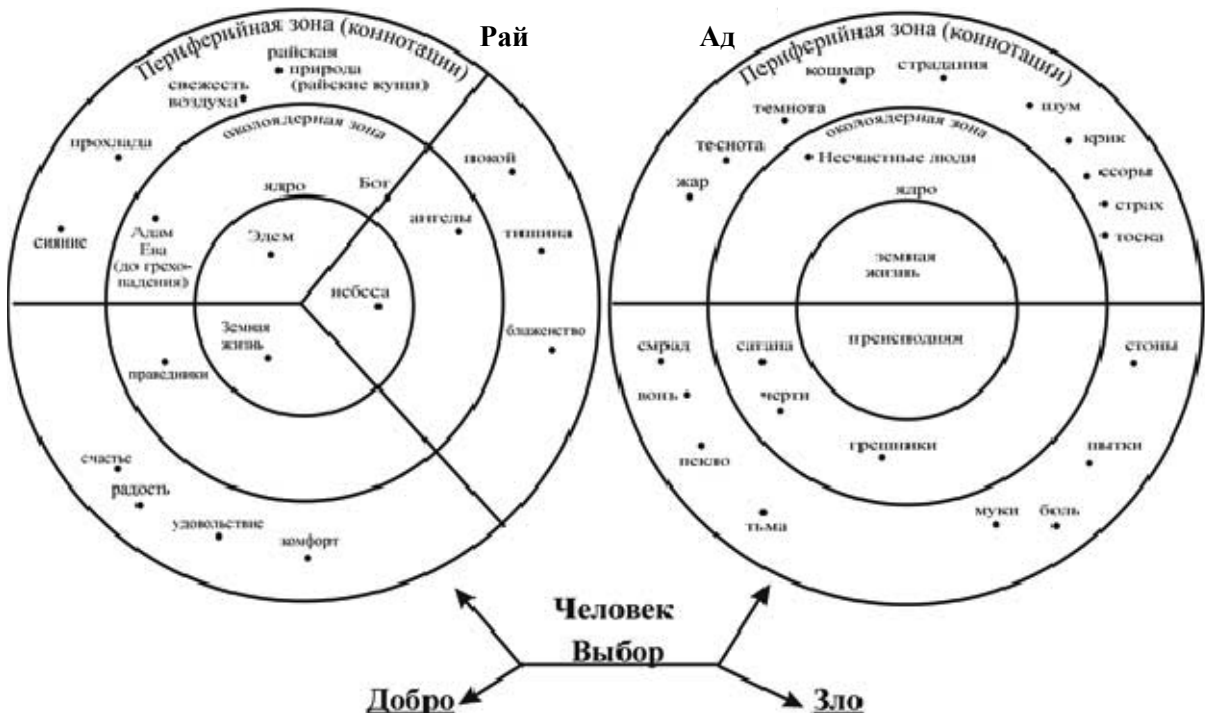 Рай
Периферийная зона (коннотации)
райская
природа
(райские кущи)
свежесть
воздуха
прохлада
сияние
околоядерная зона
ядро
Бог
Адам
Ева
(до грехо-
падения)
Эдем
ангелы
небеса
покой
тишина
блаженство
Земная
жизнь
праведники
счастье
радость
удовольствие
комфорт
Ад
Периферийная зона (коннотации)
кошмар
страдания
шум
темнота
крик
теснота
ссоры
жар
страх
тоска
околоядерная зона
Несчастные люди
ядро
земная
жизнь
преисподняя
смрад
сатана
стоны
вонь
черти
грешники
пекло
пытки
тьма
муки
боль
Человек
Выбор
Добро
Зло